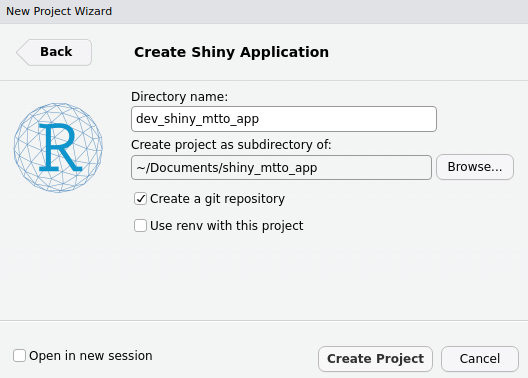 New Project Wizard
Back
Create Shiny Application
Directory name:
dev_shiny_mtto_app
Create project as subdirectory of:
~/Documents/shiny_mtto_app
Browse...
Create a git repository
Use renv with this project
R
Open in new session
Create Project
Cancel